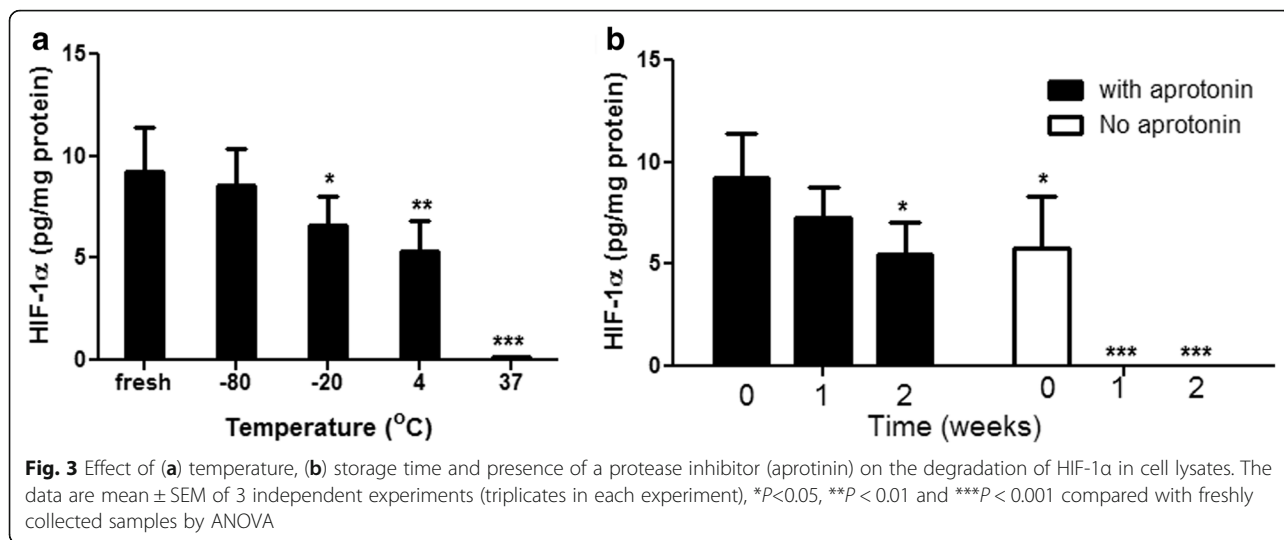 a
15
10
5
0
HIF-1α (pg/mg protein)
*
**
***
fresh -80 -20 4 37
Temperature (°C)
b
15
10
5
0
HIF-1α (pg/mg protein)
with aprotonin
No aprotonin
*
*
*** ***
0 1 2 0 1 2
Time (weeks)
Fig. 3 Effect of (a) temperature, (b) storage time and presence of a protease inhibitor (aprotinin) on the degradation of HIF-1α in cell lysates. The
data are mean ± SEM of 3 independent experiments (triplicates in each experiment), *P<0.05, **P < 0.01 and ***P < 0.001 compared with freshly
collected samples by ANOVA